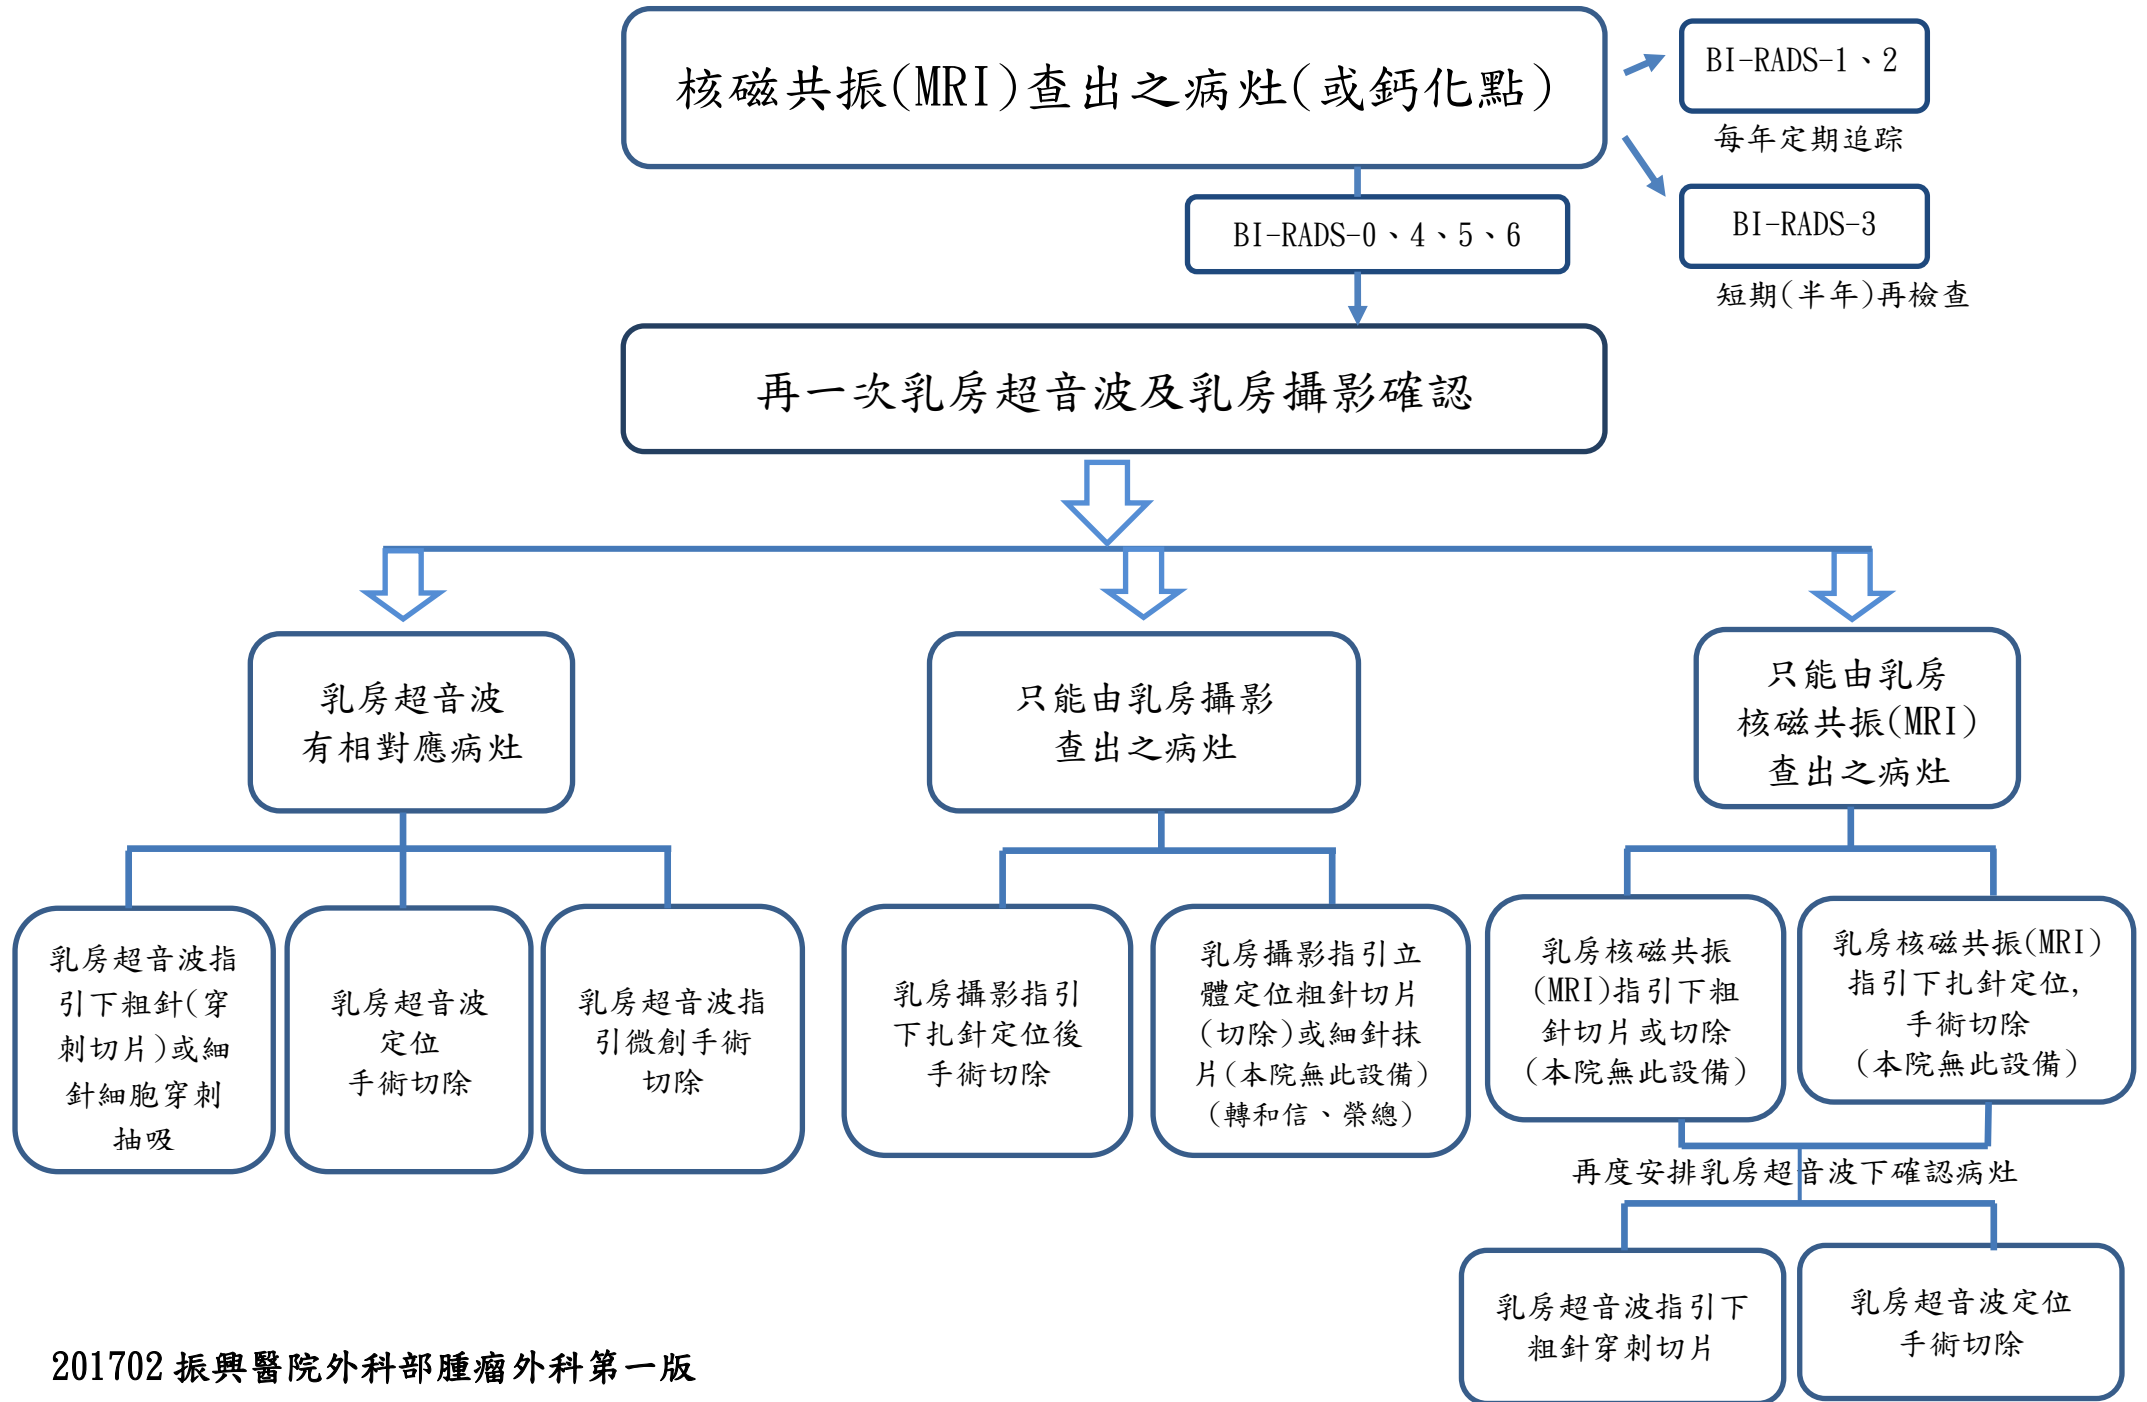 核磁共振(MRI)查出之病灶(或鈣化點)
BI-RADS-1、2
每年定期追踪
BI-RADS-3
短期(半年)再檢查
BI-RADS-0、4、5、6
再一次乳房超音波及乳房攝影確認
乳房超音波
有相對應病灶
只能由乳房攝影
查出之病灶
只能由乳房
核磁共振(MRI)
查出之病灶
乳房超音波指
引下粗針(穿
刺切片)或細
針細胞穿刺
抽吸
乳房超音波
定位
手術切除
乳房超音波指
引微創手術
切除
乳房攝影指引
下扎針定位後
手術切除
乳房攝影指引立
體定位粗針切片
(切除)或細針抹
片(本院無此設備)
(轉和信、榮總)
乳房核磁共振
(MRI)指引下粗
針切片或切除
(本院無此設備)
乳房核磁共振(MRI)
指引下扎針定位,
手術切除
(本院無此設備)
再度安排乳房超音波下確認病灶
乳房超音波指引下
粗針穿刺切片
乳房超音波定位
手術切除
201702 振興醫院外科部腫瘤外科第一版